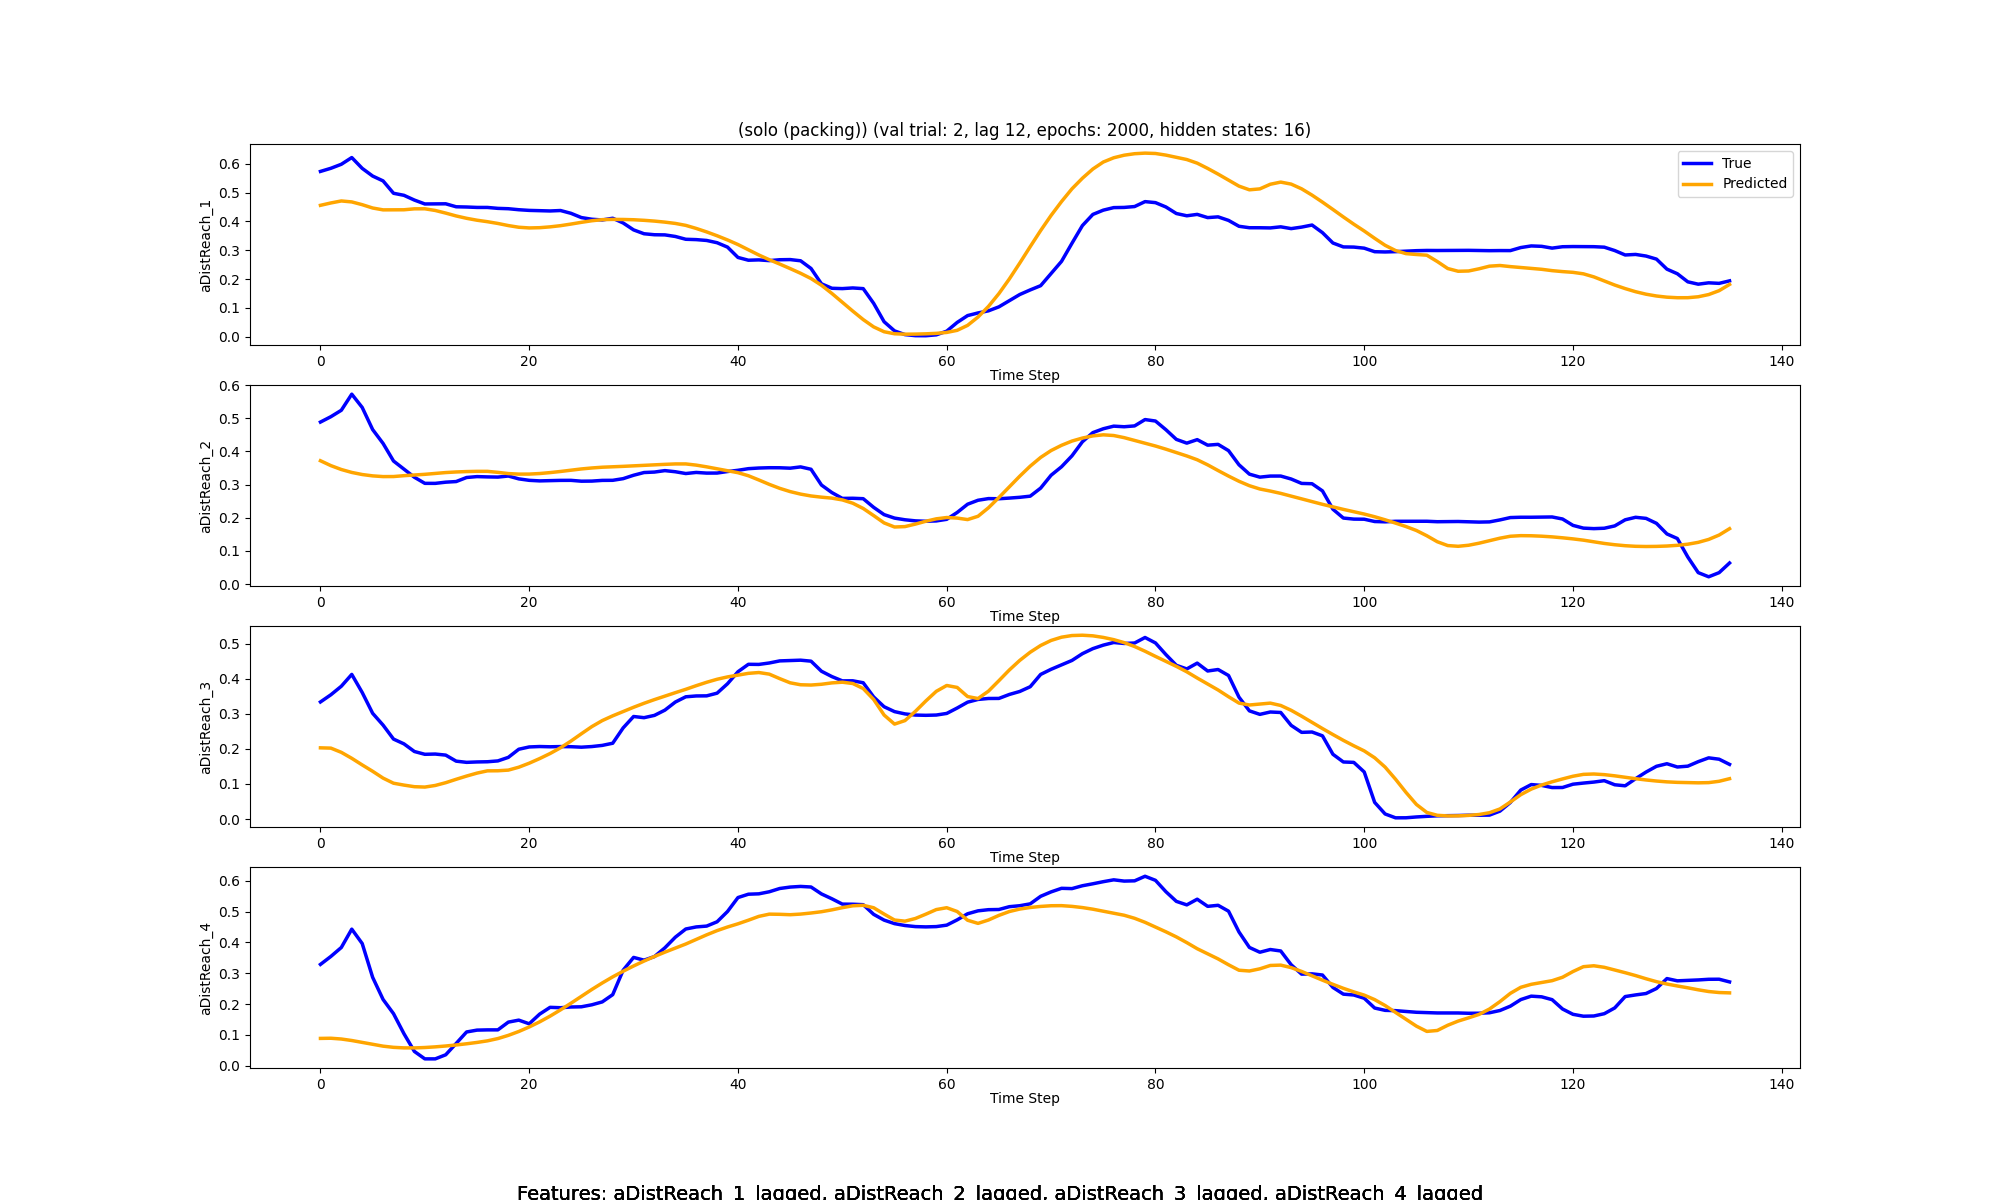 (solo (packing)) (val trial: 2, lag 12, epochs: 2000, hidden states: 16)
True
Predicted
aDistReach_1
0.6
0.5
0.4
0.3
0.2
0.1
0.0
0 20 40 60 80 100 120 140
Time Step
aDistReach_2
0.6
0.5
0.4
0.3
0.2
0.1
0.0
0 20 40 60 80 100 120 140
Time Step
aDistReach_3
0.5
0.4
0.3
0.2
0.1
0.0
0 20 40 60 80 100 120 140
Time Step
aDistReach_4
0.6
0.5
0.4
0.3
0.2
0.1
0.0
0 20 40 60 80 100 120 140
Time Step
Features: aDistReach_1_lagged, aDistReach_2_lagged, aDistReach_3_lagged, aDistReach_4_lagged